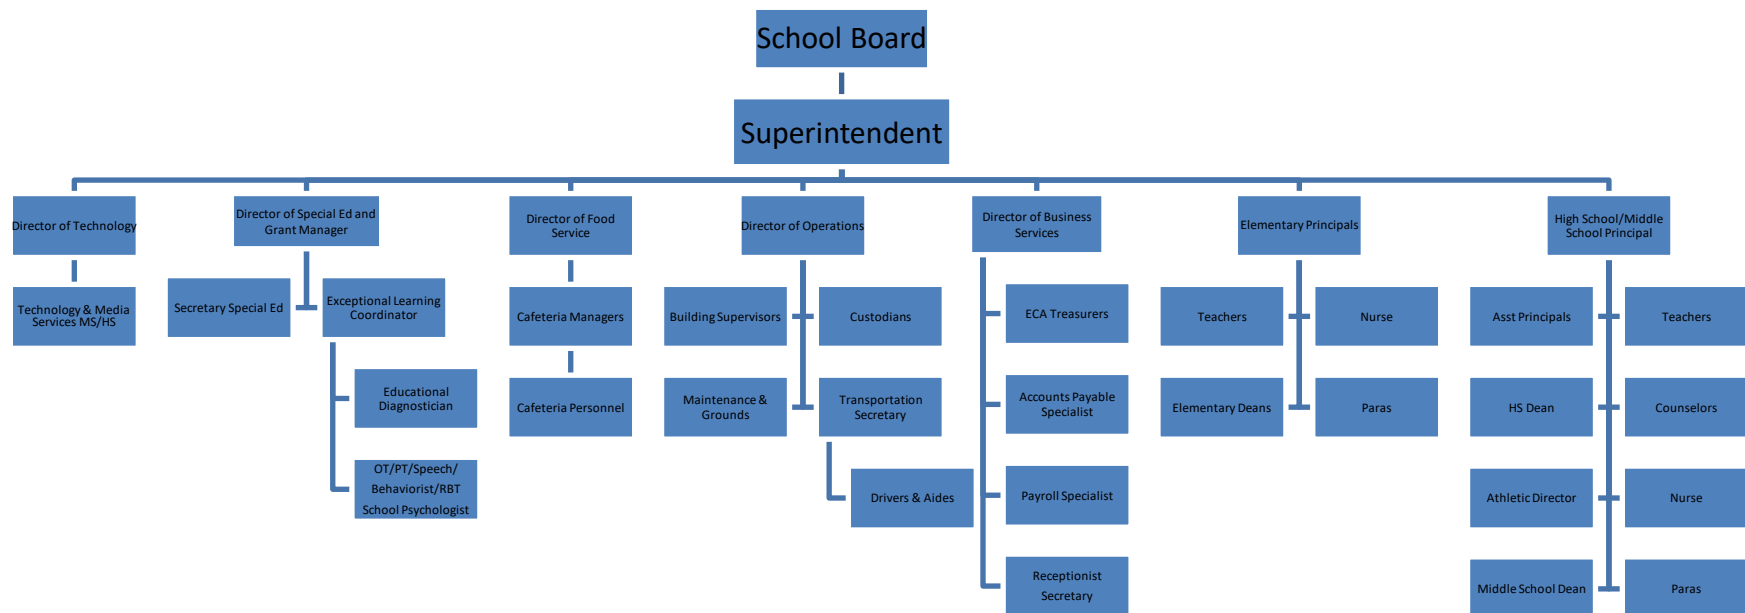 School Board
Superintendent
Director of Technology
Director of Special Ed and
Grant Manager
Director of Food
Service
Director of Operations
Director of Business
Services
Elementary Principals
High School/Middle
School Principal
Technology & Media
Services MS/HS
Secretary Special Ed
Exceptional Learning
Coordinator
Educational
Diagnostician
OT/PT/Speech/
Behaviorist/RBT
School Psychologist
Cafeteria Managers
Cafeteria Personnel
Building Supervisors
Custodians
Maintenance &
Grounds
Transportation
Secretary
Drivers & Aides
ECA Treasurers
Accounts Payable
Specialist
Payroll Specialist
Receptionist
Secretary
Teachers
Nurse
Elementary Deans
Paras
Asst Principals
Teachers
HS Dean
Counselors
Athletic Director
Nurse
Middle School Dean
Paras